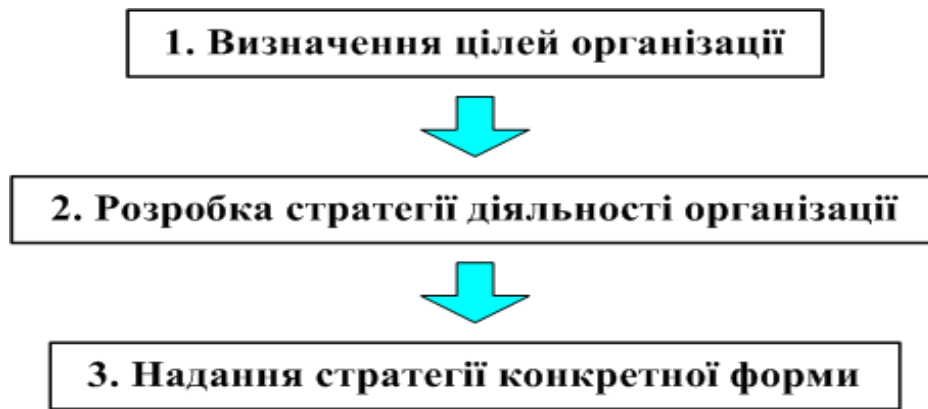 1. Визначення цілей організації
2. Розробка стратегії діяльності організації
3. Надання стратегії конкретної форми